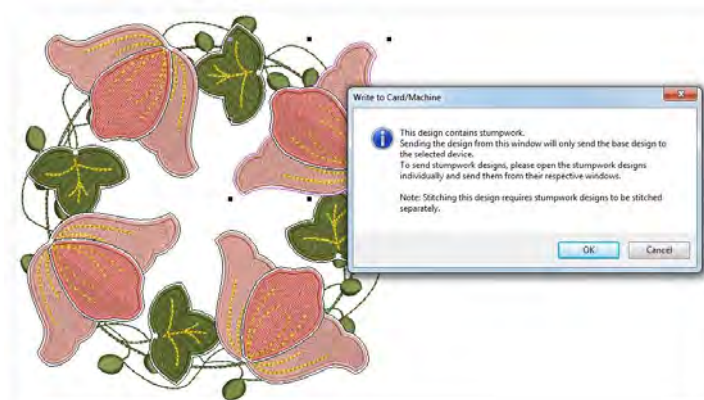 Write to Card/Machine
This design contains stumpwork.
Sending the design from this window will only send the base design to
the selected device.
To send stumpwork designs, please open the stumpwork designs
individually and send them from their respective windows.
Note: Stitching this design requires stumpwork designs to be stitched
separately.
OK
Cancel